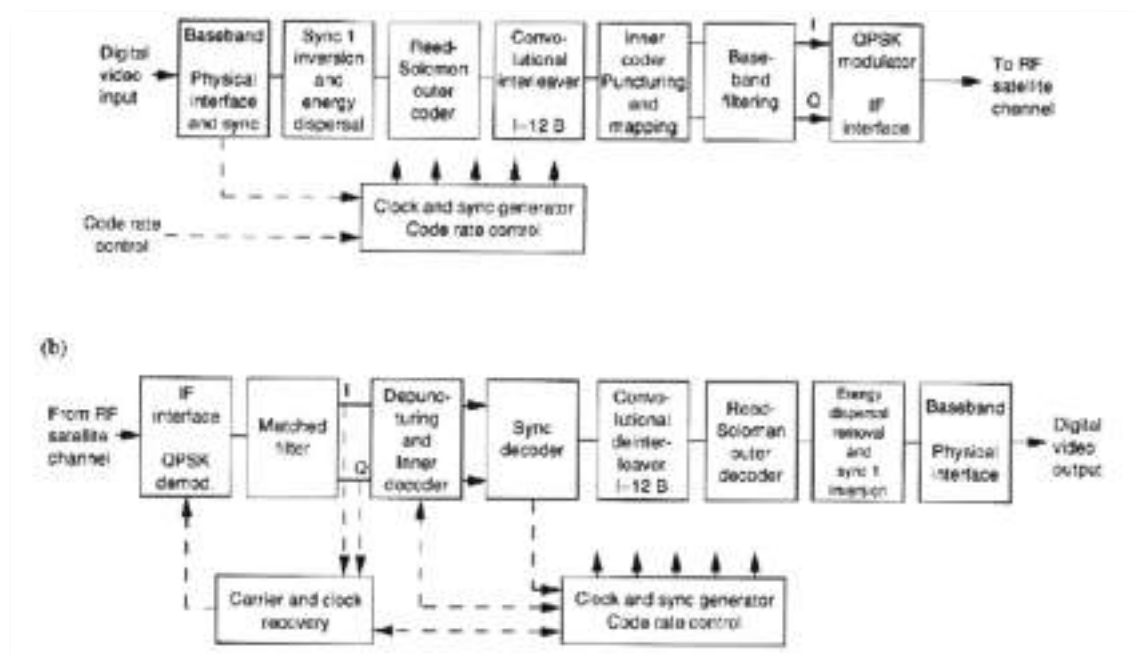 Digital
video
input
Baseband
Physical
interface
and sync
Sync 1
inversion
and
energy
dispersal
Reed-
Solomon
outer
coder
Convo-
lutional
interleaver
I–12 B
Inner
coder
Puncturing
and
mapping
Base-
band
filtering
I
Q
QPSK
modulator
IF
interface
To RF
satellite
channel
Code rate
control
Clock and sync generator
Code rate control
(b)
From RF
satellite
channel
IF
interface
QPSK
demod.
Matched
filter
I
Q
Depunc-
turing
and
Inner
decoder
Sync
decoder
Convo-
lutional
deinter-
leaver
I–12 B
Reed-
Soloman
outer
decoder
Energy
dispersal
removal
and
sync 1
inversion
Baseband
Physical
interface
Digital
video
output
Carrier and clock
recovery
Clock and sync generator
Code rate control